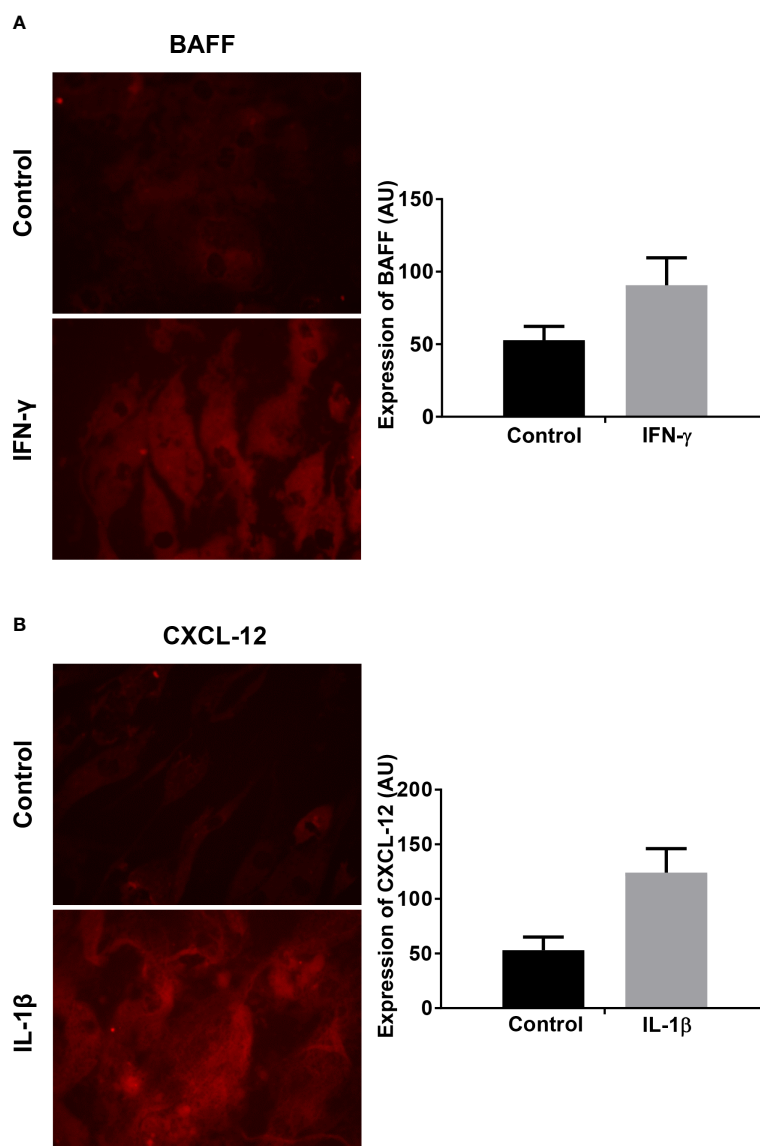 A
BAFF
Control
IFN-γ
Expression of BAFF (AU)
150
100
50
0
Control
IFN-γ
B
CXCL-12
Control
IL-1β
Expression of CXCL-12 (AU)
200
150
100
50
0
Control
IL-1β